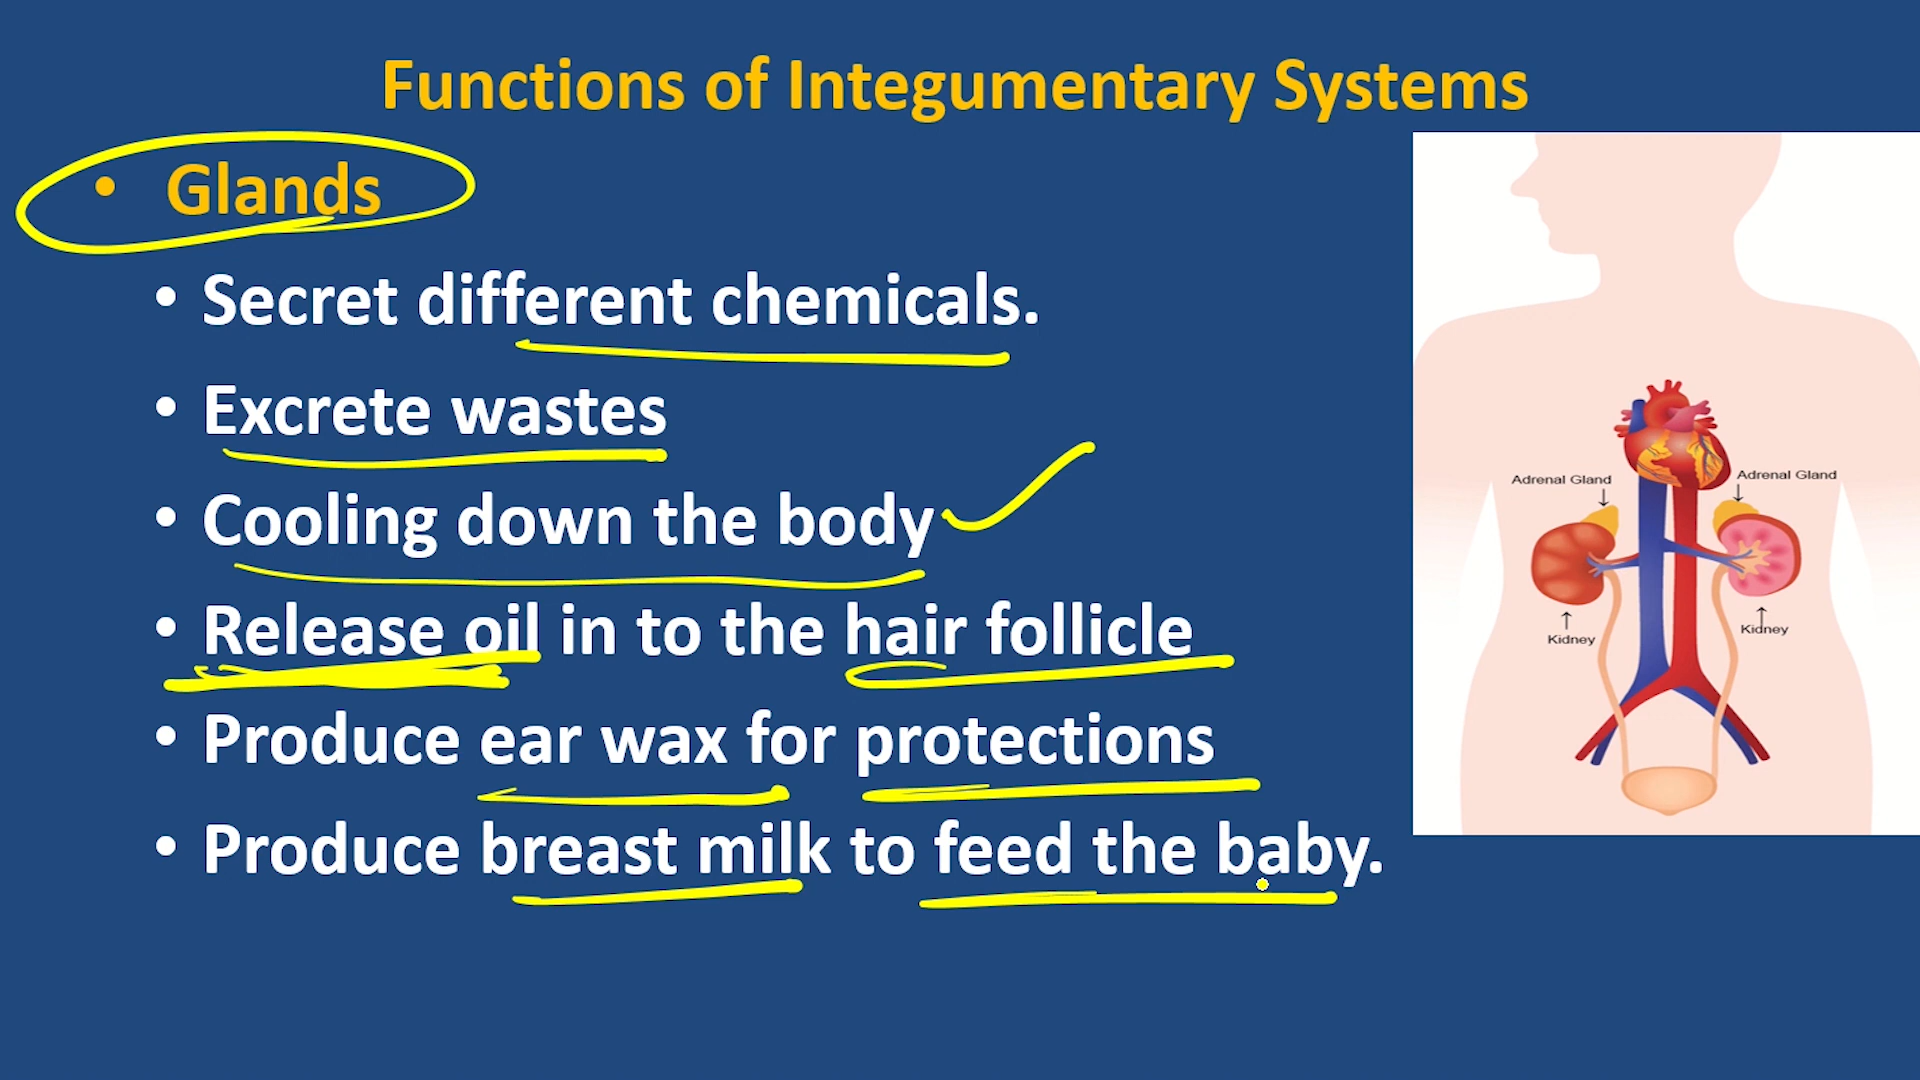 Functions of Integumentary Systems
• Glands
• Secret different chemicals.
• Excrete wastes
• Cooling down the body
• Release oil in to the hair follicle
• Produce ear wax for protections
• Produce breast milk to feed the baby.
Adrenal Gland
Adrenal Gland
Kidney
Kidney